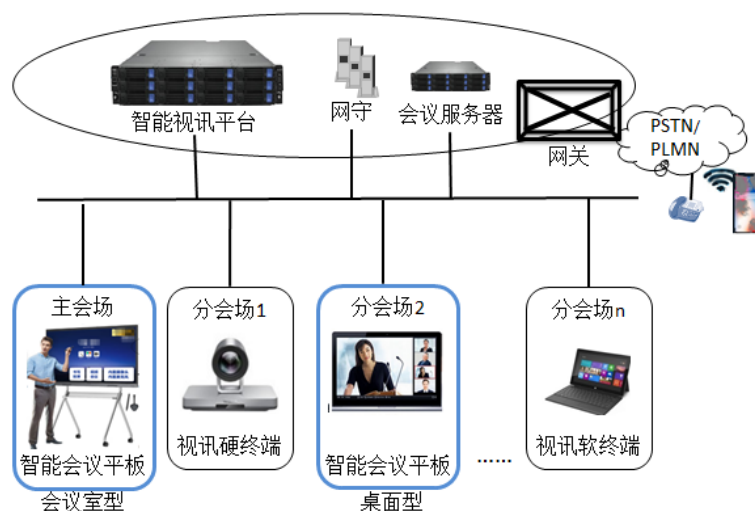 智能视讯平台
网守
会议服务器
网关
PSTN/
PLMN
主会场
分会场1
分会场2
分会场n
智能会议平板
视讯硬终端
智能会议平板
......
视讯软终端
会议室型
桌面型